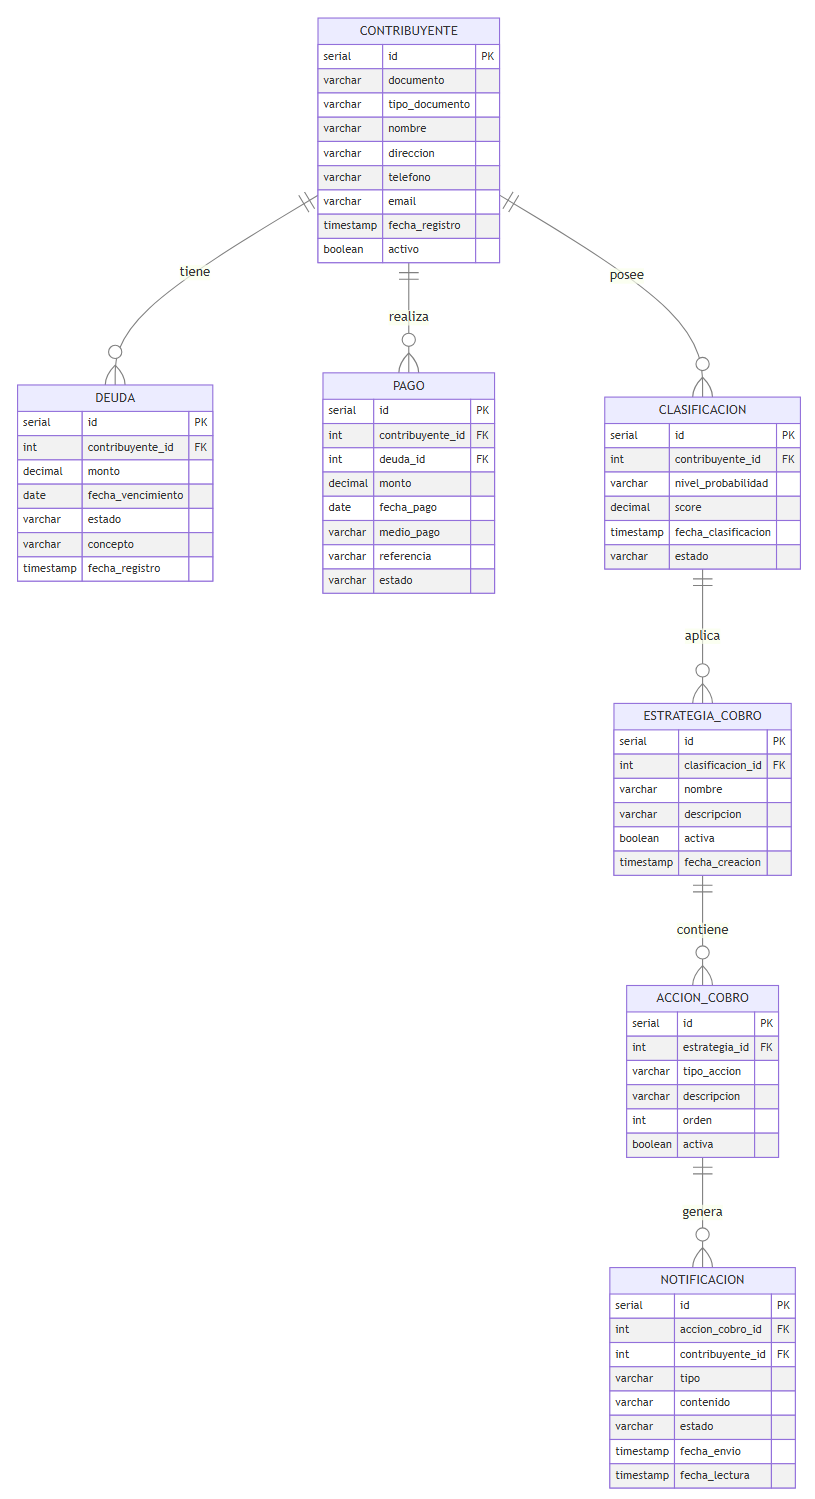 CONTRIBUYENTE
serial id PK
varchar documento
varchar tipo_documento
varchar nombre
varchar direccion
varchar telefono
varchar email
timestamp fecha_registro
boolean activo
tiene
realiza
posee
DEUDA
serial id PK
int contribuyente_id FK
decimal monto
date fecha_vencimiento
varchar estado
varchar concepto
timestamp fecha_registro
PAGO
serial id PK
int contribuyente_id FK
int deuda_id FK
decimal monto
date fecha_pago
varchar medio_pago
varchar referencia
varchar estado
CLASIFICACION
serial id PK
int contribuyente_id FK
varchar nivel_probabilidad
decimal score
timestamp fecha_clasificacion
varchar estado
aplica
ESTRATEGIA_COBRO
serial id PK
int clasificacion_id FK
varchar nombre
varchar descripcion
boolean activa
timestamp fecha_creacion
contiene
ACCION_COBRO
serial id PK
int estrategia_id FK
varchar tipo_accion
varchar descripcion
int orden
boolean activa
genera
NOTIFICACION
serial id PK
int accion_cobro_id FK
int contribuyente_id FK
varchar tipo
varchar contenido
varchar estado
timestamp fecha_envio
timestamp fecha_lectura